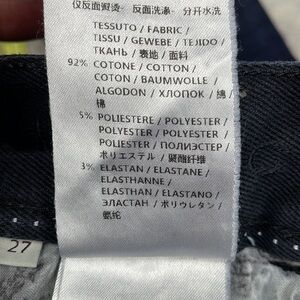 仅反面熨烫 - 反面洗涤 - 分开水洗
TESSUTO / FABRIC /
TISSU / GEWEBE / TEJIDO /
ТКАНЬ / 表地 / 面料
92% COTONE / COTTON /
COTON / BAUMWOLLE /
ALGODON / ХЛОПОК / 綿 /
棉
5% POLIESTERE / POLYESTER /
POLYESTER / POLYESTER /
POLIESTER / ПОЛИЭСТЕР /
ポリエステル / 聚酯纤维
3% ELASTAN / ELASTANE /
ELASTHANNE /
ELASTHAN / ELASTANO /
ЭЛАСТАН / ポリウレタン /
氨纶
27